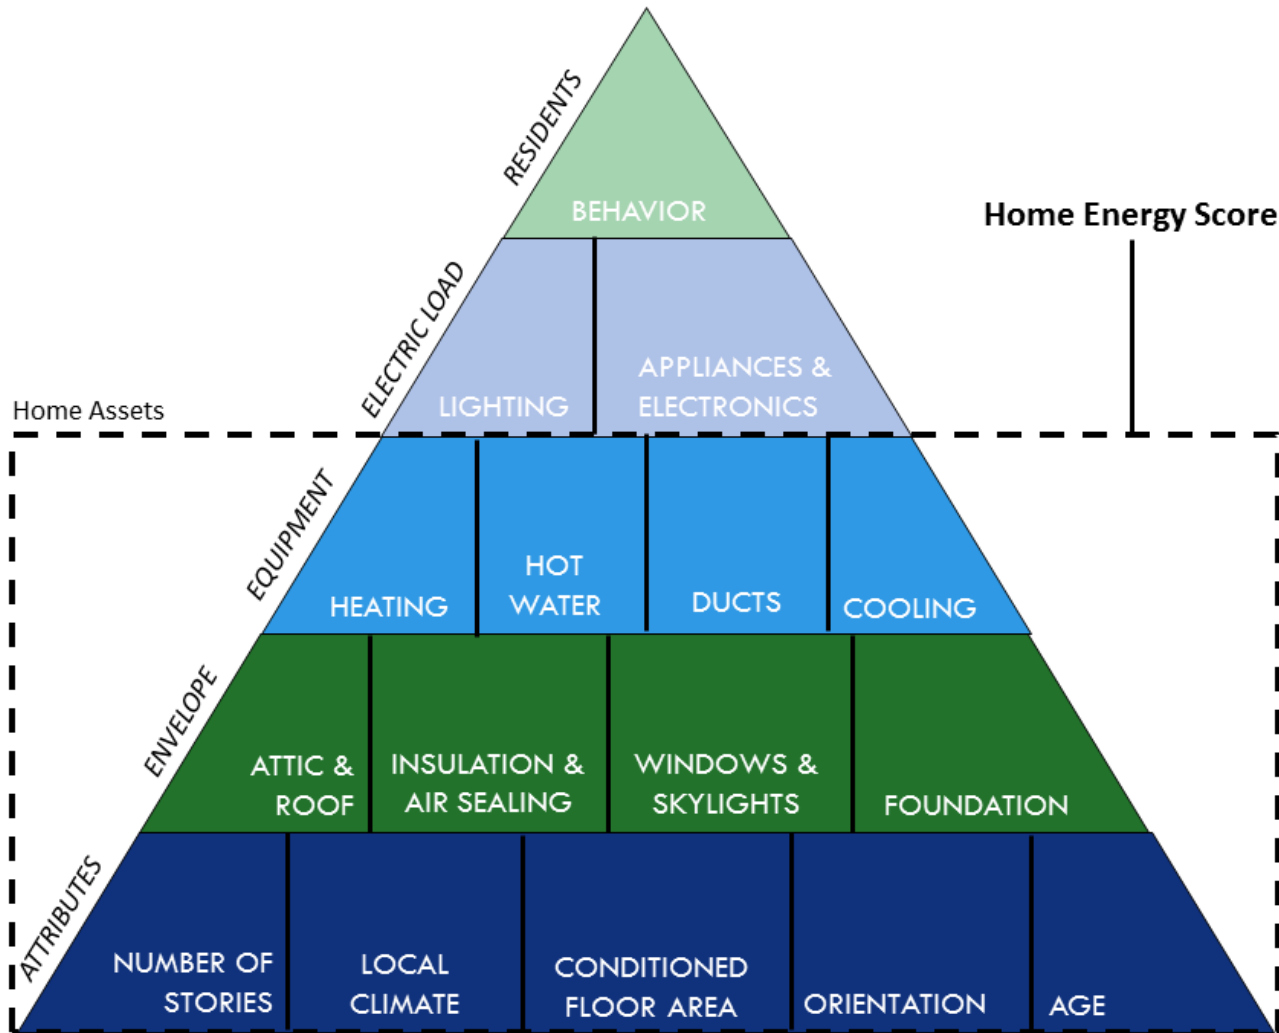 RESIDENTS
BEHAVIOR
Home Energy Score
ELECTRIC LOAD
LIGHTING
APPLIANCES &
ELECTRONICS
Home Assets
EQUIPMENT
HEATING
HOT
WATER
DUCTS
COOLING
ENVELOPE
ATTIC &
ROOF
INSULATION &
AIR SEALING
WINDOWS &
SKYLIGHTS
FOUNDATION
ATTRIBUTES
NUMBER OF
STORIES
LOCAL
CLIMATE
CONDITIONED
FLOOR AREA
ORIENTATION
AGE